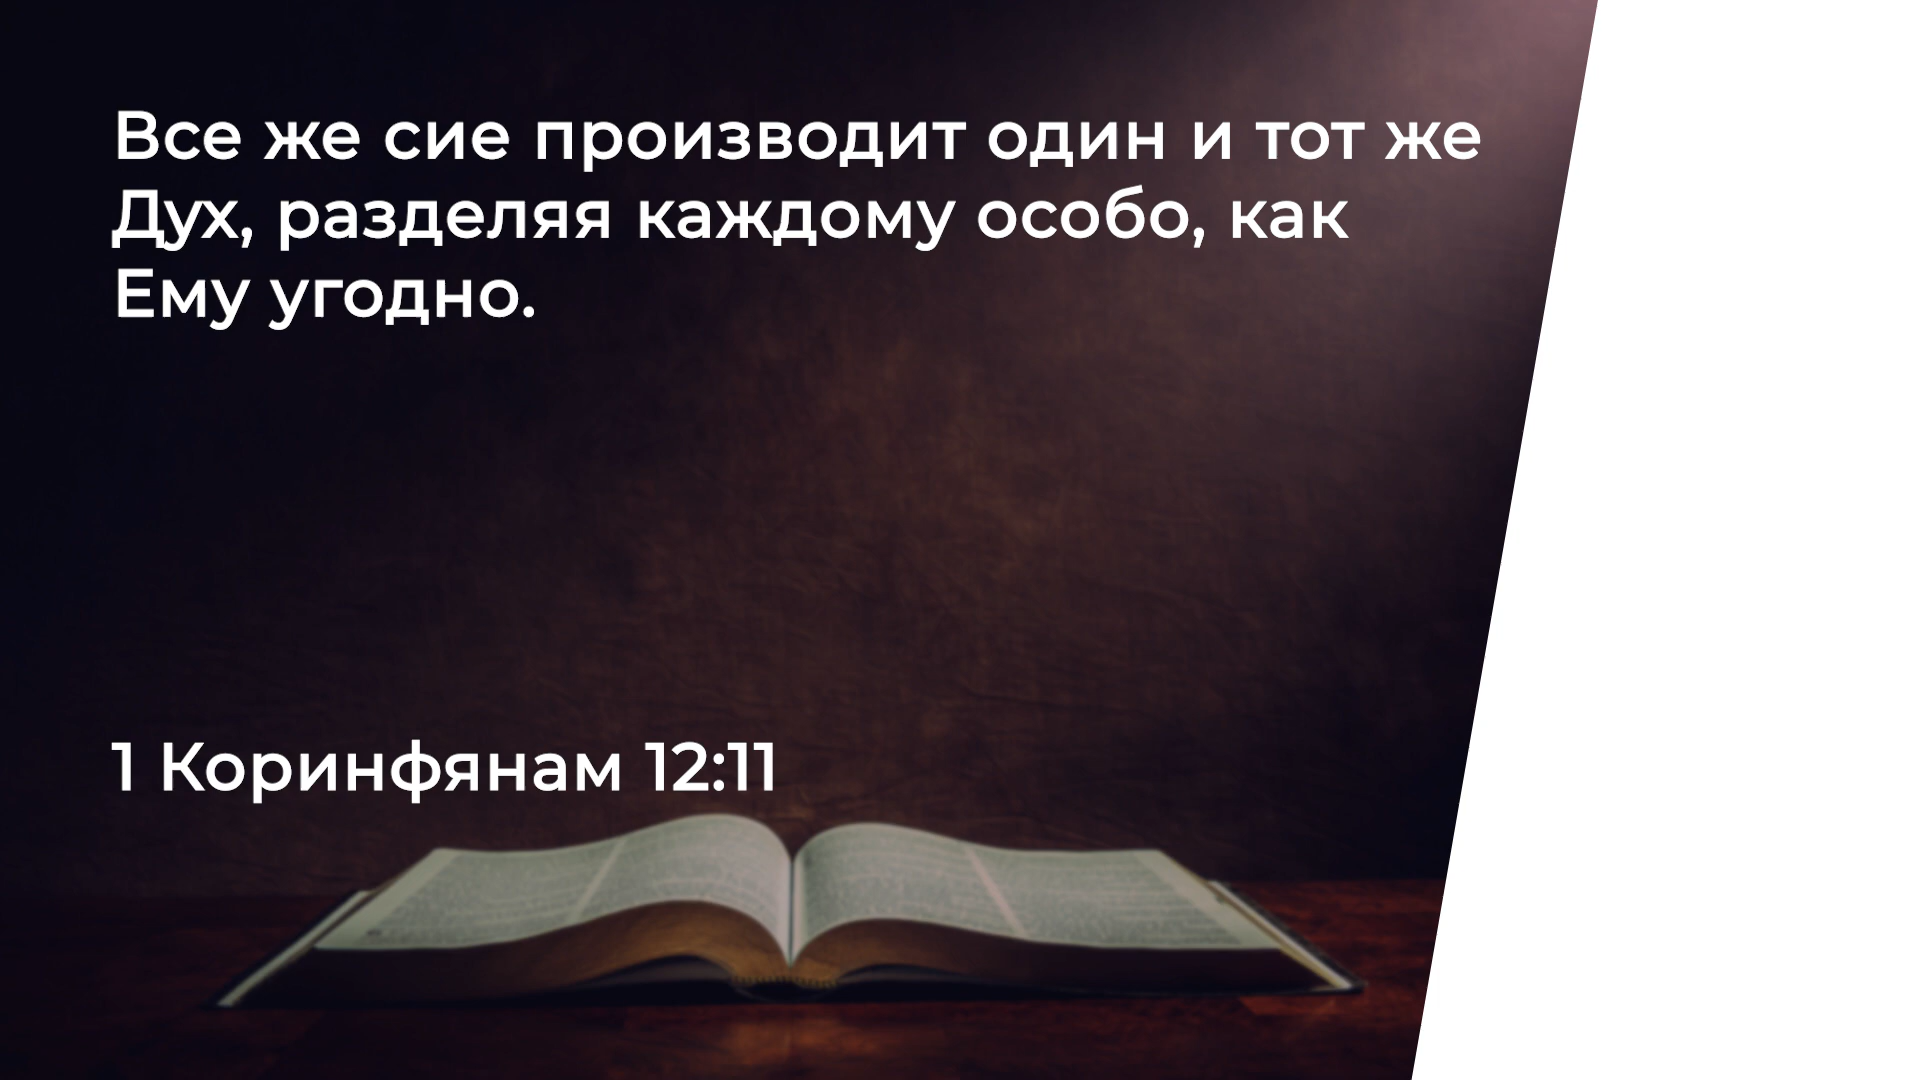 Все же сие производит один и тот же
Дух, разделяя каждому особо, как
Ему угодно.
1 Коринфянам 12:11